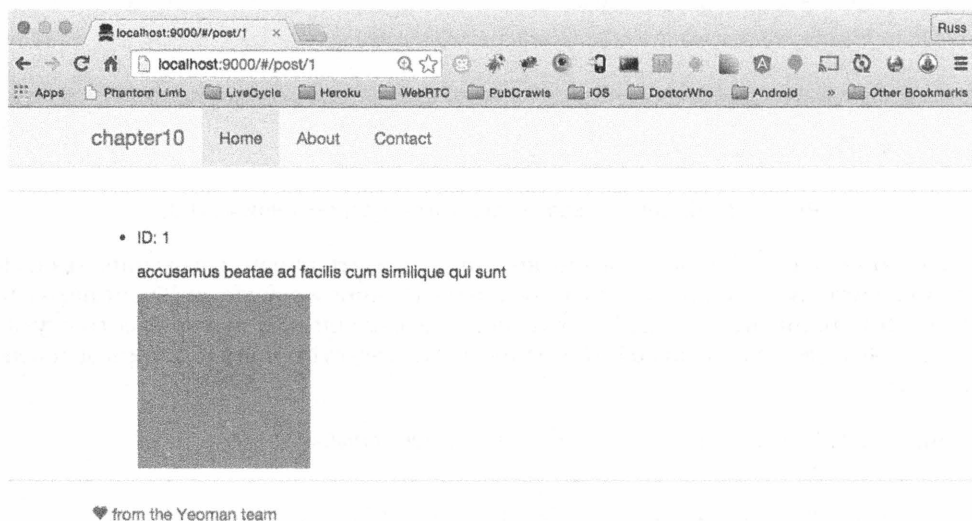 localhost:9000/#/post/1 ×
Russ
localhost:9000/#/post/1
Apps Phantom Limb LiveCycle Heroku WebRTC PubCrawls iOS DoctorWho Android » Other Bookmarks
chapter10 Home About Contact
• ID: 1
accusamus beatae ad facilis cum similique qui sunt
♥ from the Yeoman team